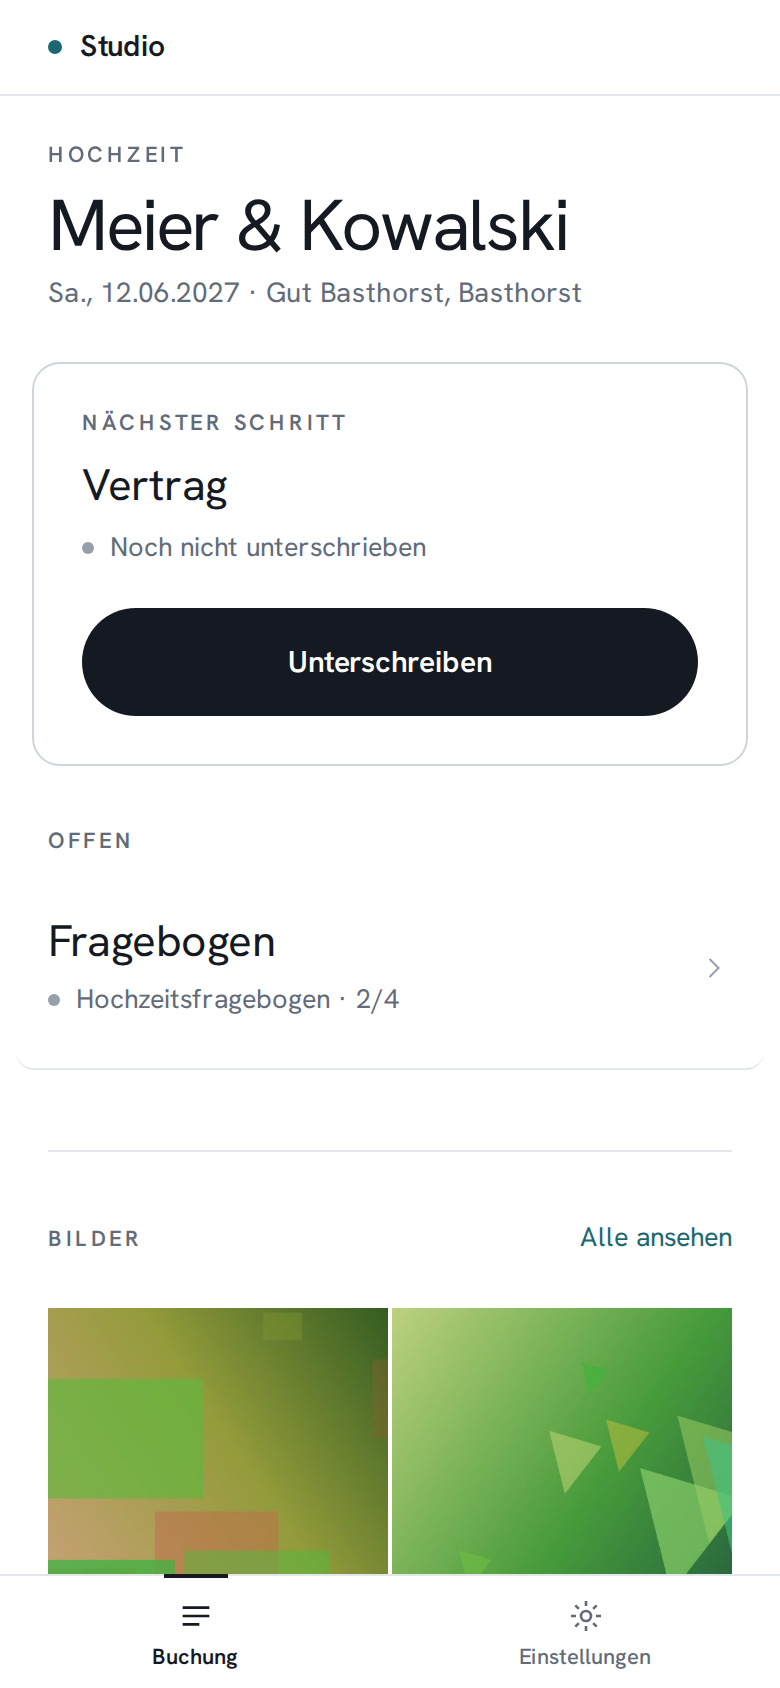 Studio
HOCHZEIT
Meier & Kowalski
Sa., 12.06.2027 · Gut Basthorst, Basthorst
NÄCHSTER SCHRITT
Vertrag
Noch nicht unterschrieben
Unterschreiben
OFFEN
Fragebogen
Hochzeitsfragebogen · 2/4
BILDER
Alle ansehen
Buchung
Einstellungen